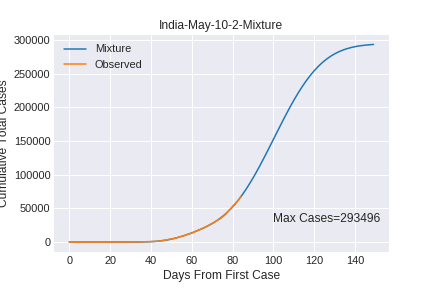 India-May-10-2-Mixture
300000
250000
200000
150000
100000
50000
0
Mixture
Observed
Max Cases=293496
0 20 40 60 80 100 120 140
Days From First Case
Cumulative Total Cases